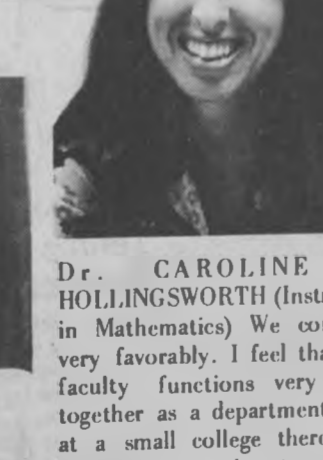 Dr. CAROLINE
HOLLINGSWORTH (Inst
in Mathematics) We co
very favorably. I feel tha
faculty functions very
together as a department
at a small college there